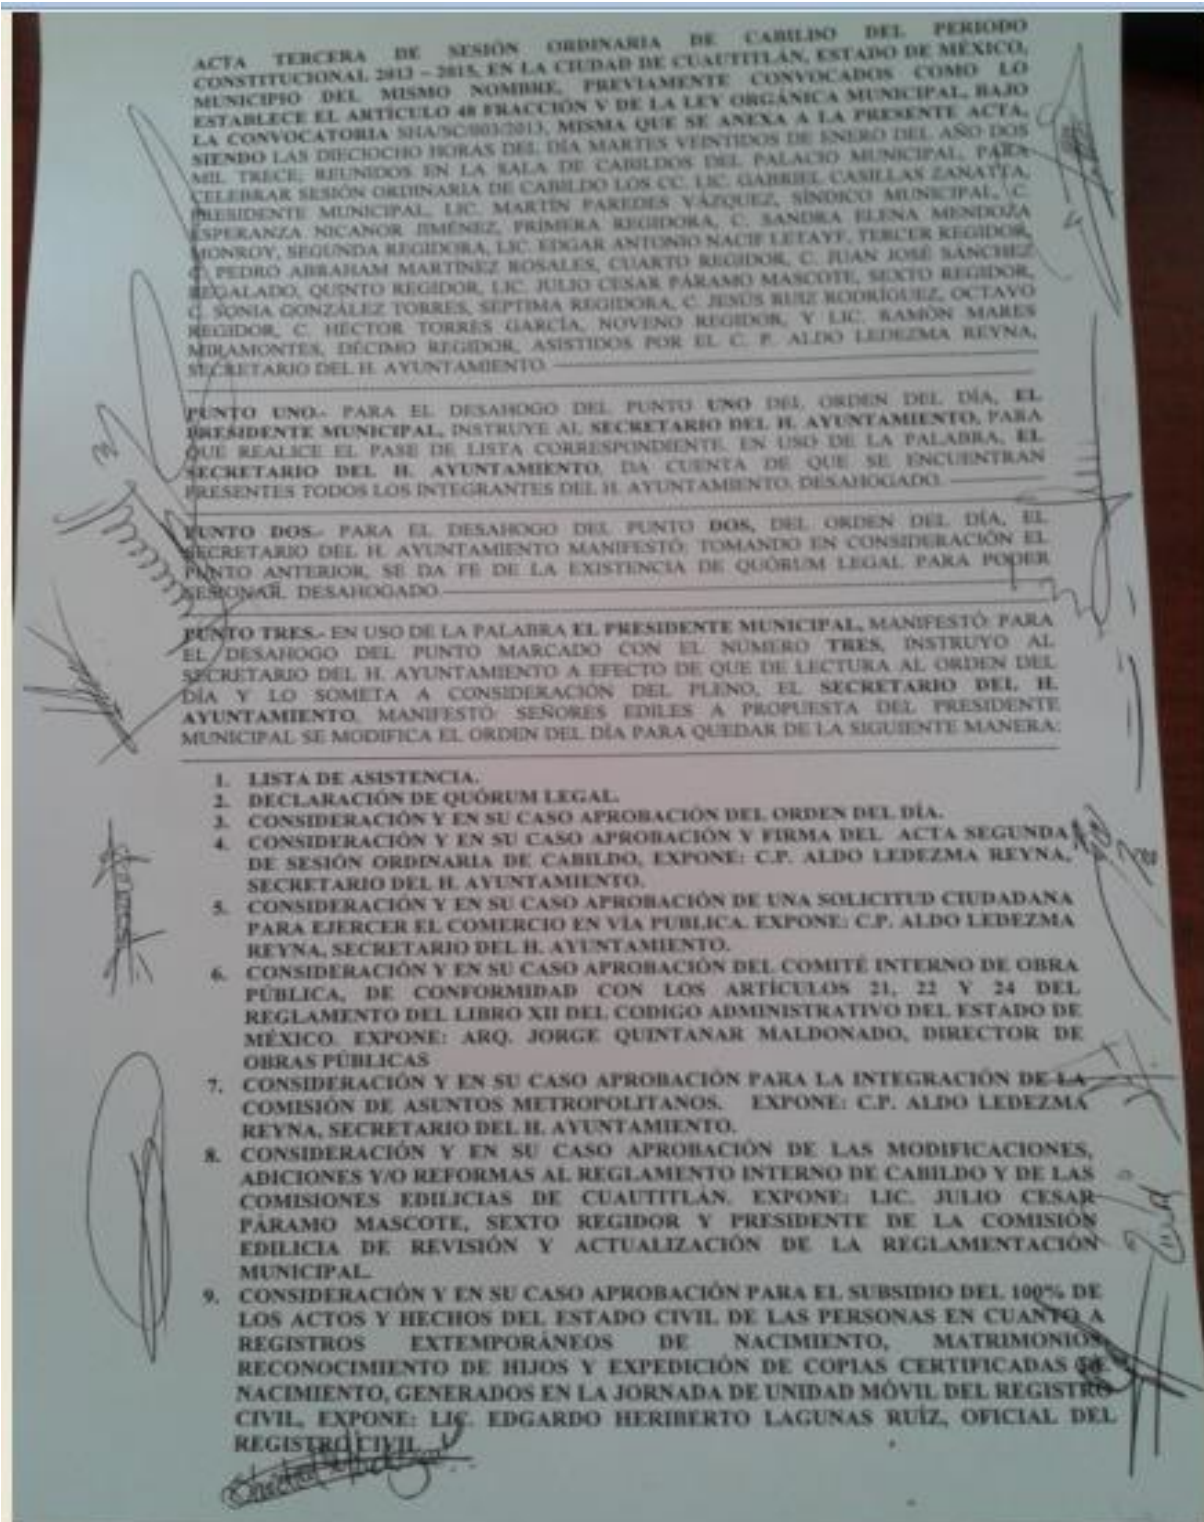 ACTA TERCERA DE SESIÓN ORDINARIA DE CABILDO DEL PERIODO
CONSTITUCIONAL 2013 – 2015, EN LA CIUDAD DE CUAUTITLÁN, ESTADO DE MÉXICO,
MUNICIPIO DEL MISMO NOMBRE, PREVIAMENTE CONVOCADOS COMO LO
ESTABLECE EL ARTÍCULO 48 FRACCIÓN V DE LA LEY ORGÁNICA MUNICIPAL, BAJO
LA CONVOCATORIA SHA/SC/003/2013, MISMA QUE SE ANEXA A LA PRESENTE ACTA,
SIENDO LAS DIECIOCHO HORAS DEL DÍA MARTES VEINTIDOS DE ENERO DEL AÑO DOS
MIL TRECE, REUNIDOS EN LA SALA DE CABILDOS DEL PALACIO MUNICIPAL, PARA
CELEBRAR SESIÓN ORDINARIA DE CABILDO LOS CC. LIC. GABRIEL CASILLAS ZANATTA,
PRESIDENTE MUNICIPAL, LIC. MARTÍN PAREDES VÁZQUEZ, SÍNDICO MUNICIPAL, C.
ESPERANZA NICANOR JIMÉNEZ, PRIMERA REGIDORA, C. SANDRA ELENA MENDOZA
MONROY, SEGUNDA REGIDORA, LIC. EDGAR ANTONIO NACIF LETAYF, TERCER REGIDOR,
C. PEDRO ABRAHAM MARTÍNEZ ROSALES, CUARTO REGIDOR, C. JUAN JOSÉ SÁNCHEZ
REGALADO, QUINTO REGIDOR, LIC. JULIO CESAR PÁRAMO MASCOTE, SEXTO REGIDOR,
C. SONIA GONZÁLEZ TORRES, SEPTIMA REGIDORA, C. JESÚS RUIZ RODRÍGUEZ, OCTAVO
REGIDOR, C. HÉCTOR TORRES GARCÍA, NOVENO REGIDOR, Y LIC. RAMÓN MARES
MIRAMONTES, DÉCIMO REGIDOR, ASISTIDOS POR EL C. P. ALDO LEDEZMA REYNA,
SECRETARIO DEL H. AYUNTAMIENTO.
PUNTO UNO.- PARA EL DESAHOGO DEL PUNTO UNO DEL ORDEN DEL DÍA, EL
PRESIDENTE MUNICIPAL, INSTRUYE AL SECRETARIO DEL H. AYUNTAMIENTO, PARA
QUE REALICE EL PASE DE LISTA CORRESPONDIENTE. EN USO DE LA PALABRA, EL
SECRETARIO DEL H. AYUNTAMIENTO, DA CUENTA DE QUE SE ENCUENTRAN
PRESENTES TODOS LOS INTEGRANTES DEL H. AYUNTAMIENTO. DESAHOGADO.
PUNTO DOS.- PARA EL DESAHOGO DEL PUNTO DOS, DEL ORDEN DEL DÍA, EL
SECRETARIO DEL H. AYUNTAMIENTO MANIFESTÓ: TOMANDO EN CONSIDERACIÓN EL
PUNTO ANTERIOR, SE DA FE DE LA EXISTENCIA DE QUÓRUM LEGAL PARA PODER
SESIONAR. DESAHOGADO.
PUNTO TRES.- EN USO DE LA PALABRA EL PRESIDENTE MUNICIPAL, MANIFESTÓ: PARA
EL DESAHOGO DEL PUNTO MARCADO CON EL NÚMERO TRES, INSTRUYO AL
SECRETARIO DEL H. AYUNTAMIENTO A EFECTO DE QUE DE LECTURA AL ORDEN DEL
DÍA Y LO SOMETA A CONSIDERACIÓN DEL PLENO, EL SECRETARIO DEL H.
AYUNTAMIENTO, MANIFESTÓ: SEÑORES EDILES A PROPUESTA DEL PRESIDENTE
MUNICIPAL SE MODIFICA EL ORDEN DEL DÍA PARA QUEDAR DE LA SIGUIENTE MANERA:
1. LISTA DE ASISTENCIA.
2. DECLARACIÓN DE QUÓRUM LEGAL.
3. CONSIDERACIÓN Y EN SU CASO APROBACIÓN DEL ORDEN DEL DÍA.
4. CONSIDERACIÓN Y EN SU CASO APROBACIÓN Y FIRMA DEL ACTA SEGUNDA
DE SESIÓN ORDINARIA DE CABILDO, EXPONE: C.P. ALDO LEDEZMA REYNA,
SECRETARIO DEL H. AYUNTAMIENTO.
5. CONSIDERACIÓN Y EN SU CASO APROBACIÓN DE UNA SOLICITUD CIUDADANA
PARA EJERCER EL COMERCIO EN VÍA PUBLICA. EXPONE: C.P. ALDO LEDEZMA
REYNA, SECRETARIO DEL H. AYUNTAMIENTO.
6. CONSIDERACIÓN Y EN SU CASO APROBACIÓN DEL COMITÉ INTERNO DE OBRA
PÚBLICA, DE CONFORMIDAD CON LOS ARTÍCULOS 21, 22 Y 24 DEL
REGLAMENTO DEL LIBRO XII DEL CODIGO ADMINISTRATIVO DEL ESTADO DE
MÉXICO. EXPONE: ARQ. JORGE QUINTANAR MALDONADO, DIRECTOR DE
OBRAS PÚBLICAS
7. CONSIDERACIÓN Y EN SU CASO APROBACIÓN PARA LA INTEGRACIÓN DE LA
COMISIÓN DE ASUNTOS METROPOLITANOS. EXPONE: C.P. ALDO LEDEZMA
REYNA, SECRETARIO DEL H. AYUNTAMIENTO.
8. CONSIDERACIÓN Y EN SU CASO APROBACIÓN DE LAS MODIFICACIONES,
ADICIONES Y/O REFORMAS AL REGLAMENTO INTERNO DE CABILDO Y DE LAS
COMISIONES EDILICIAS DE CUAUTITLÁN. EXPONE: LIC. JULIO CESAR
PÁRAMO MASCOTE, SEXTO REGIDOR Y PRESIDENTE DE LA COMISIÓN
EDILICIA DE REVISIÓN Y ACTUALIZACIÓN DE LA REGLAMENTACIÓN
MUNICIPAL.
9. CONSIDERACIÓN Y EN SU CASO APROBACIÓN PARA EL SUBSIDIO DEL 100% DE
LOS ACTOS Y HECHOS DEL ESTADO CIVIL DE LAS PERSONAS EN CUANTO A
REGISTROS EXTEMPORÁNEOS DE NACIMIENTO, MATRIMONIOS,
RECONOCIMIENTO DE HIJOS Y EXPEDICIÓN DE COPIAS CERTIFICADAS DE
NACIMIENTO, GENERADOS EN LA JORNADA DE UNIDAD MÓVIL DEL REGISTRO
CIVIL, EXPONE: LIC. EDGARDO HERIBERTO LAGUNAS RUÍZ, OFICIAL DEL
REGISTRO CIVIL.